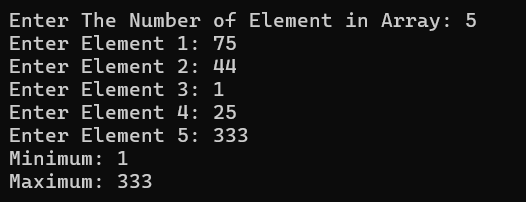 Enter The Number of Element in Array: 5
Enter Element 1: 75
Enter Element 2: 44
Enter Element 3: 1
Enter Element 4: 25
Enter Element 5: 333
Minimum: 1
Maximum: 333